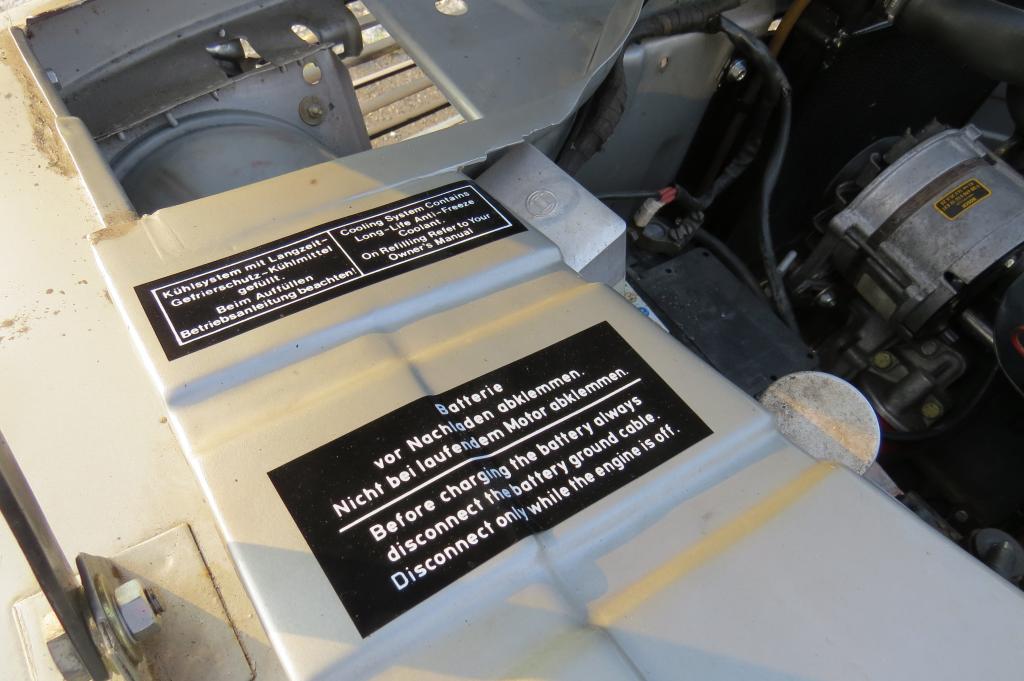 Kühlsystem mit Langzeit-
Gefrierschutz-Kühlmittel
gefüllt.
Beim Auffüllen
Betriebsanleitung beachten!
Cooling System Contains
Long-Life Anti-Freeze
Coolant.
On Refilling Refer to Your
Owner's Manual
Batterie
vor Nachladen abklemmen.
Nicht bei laufendem Motor abklemmen.
Before charging the battery always
disconnect the battery ground cable.
Disconnect only while the engine is off.
BOSCH